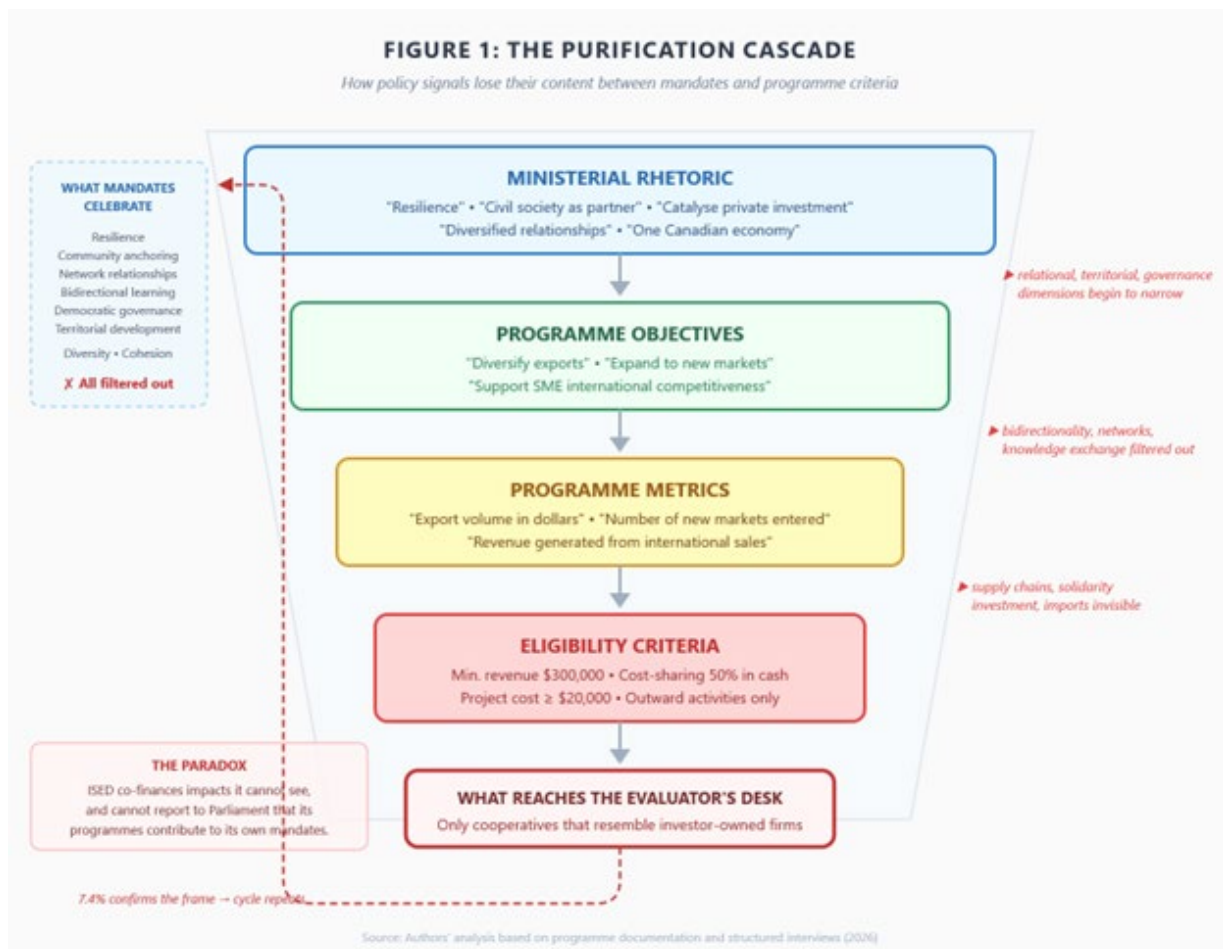 FIGURE 1: THE PURIFICATION CASCADE
How policy signals lose their content between mandates and programme criteria
WHAT MANDATES
CELEBRATE
Resilience
Community anchoring
Network relationships
Bidirectional learning
Democratic governance
Territorial development
Diversity • Cohesion
✗ All filtered out
MINISTERIAL RHETORIC
"Resilience" • "Civil society as partner" • "Catalyse private investment"
"Diversified relationships" • "One Canadian economy"
▶ relational, territorial, governance
dimensions begin to narrow
PROGRAMME OBJECTIVES
"Diversify exports" • "Expand to new markets"
"Support SME international competitiveness"
▶ bidirectionality, networks,
knowledge exchange filtered out
PROGRAMME METRICS
"Export volume in dollars" • "Number of new markets entered"
"Revenue generated from international sales"
▶ supply chains, solidarity
investment, imports invisible
ELIGIBILITY CRITERIA
Min. revenue $300,000 • Cost-sharing 50% in cash
Project cost ≥ $20,000 • Outward activities only
THE PARADOX
ISED co-finances impacts it cannot see,
and cannot report to Parliament that its
programmes contribute to its own mandates.
WHAT REACHES THE EVALUATOR'S DESK
Only cooperatives that resemble investor-owned firms
7.4% confirms the frame → cycle repeats
Source: Authors' analysis based on programme documentation and structured interviews (2026)